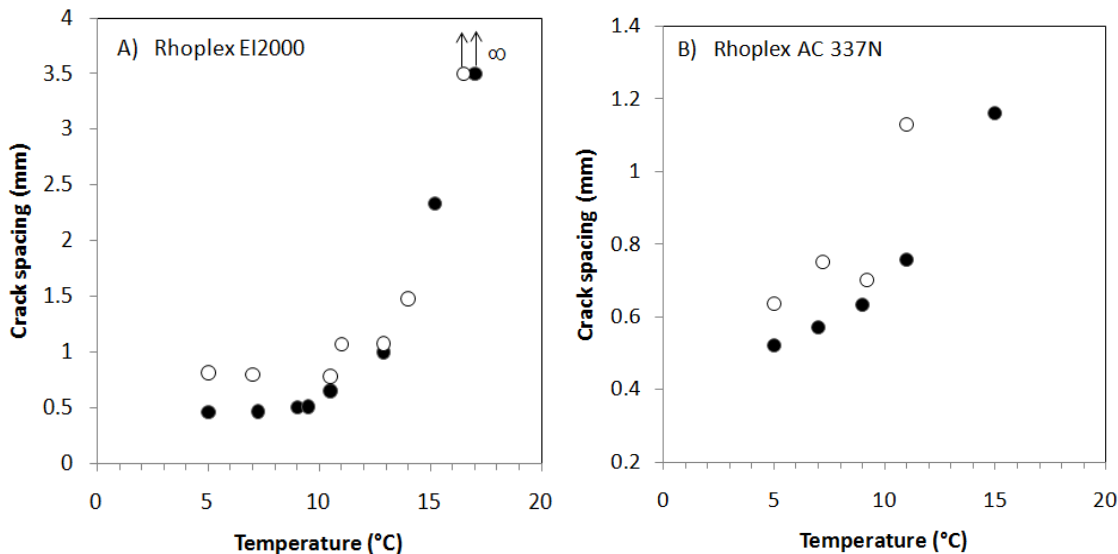 A) Rhoplex EI2000
∞
Crack spacing (mm)
4
3.5
3
2.5
2
1.5
1
0.5
0
0 5 10 15 20
Temperature (°C)
B) Rhoplex AC 337N
Crack spacing (mm)
1.4
1.2
1
0.8
0.6
0.4
0.2
0 5 10 15 20
Temperature (°C)